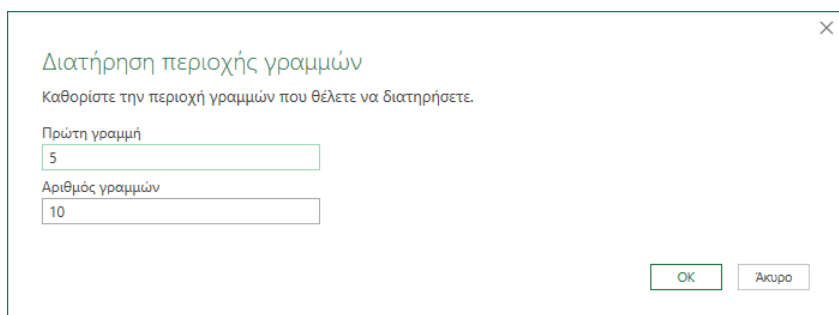 Διατήρηση περιοχής γραμμών
Καθορίστε την περιοχή γραμμών που θέλετε να διατηρήσετε.
Πρώτη γραμμή
5
Αριθμός γραμμών
10
OK Άκυρο